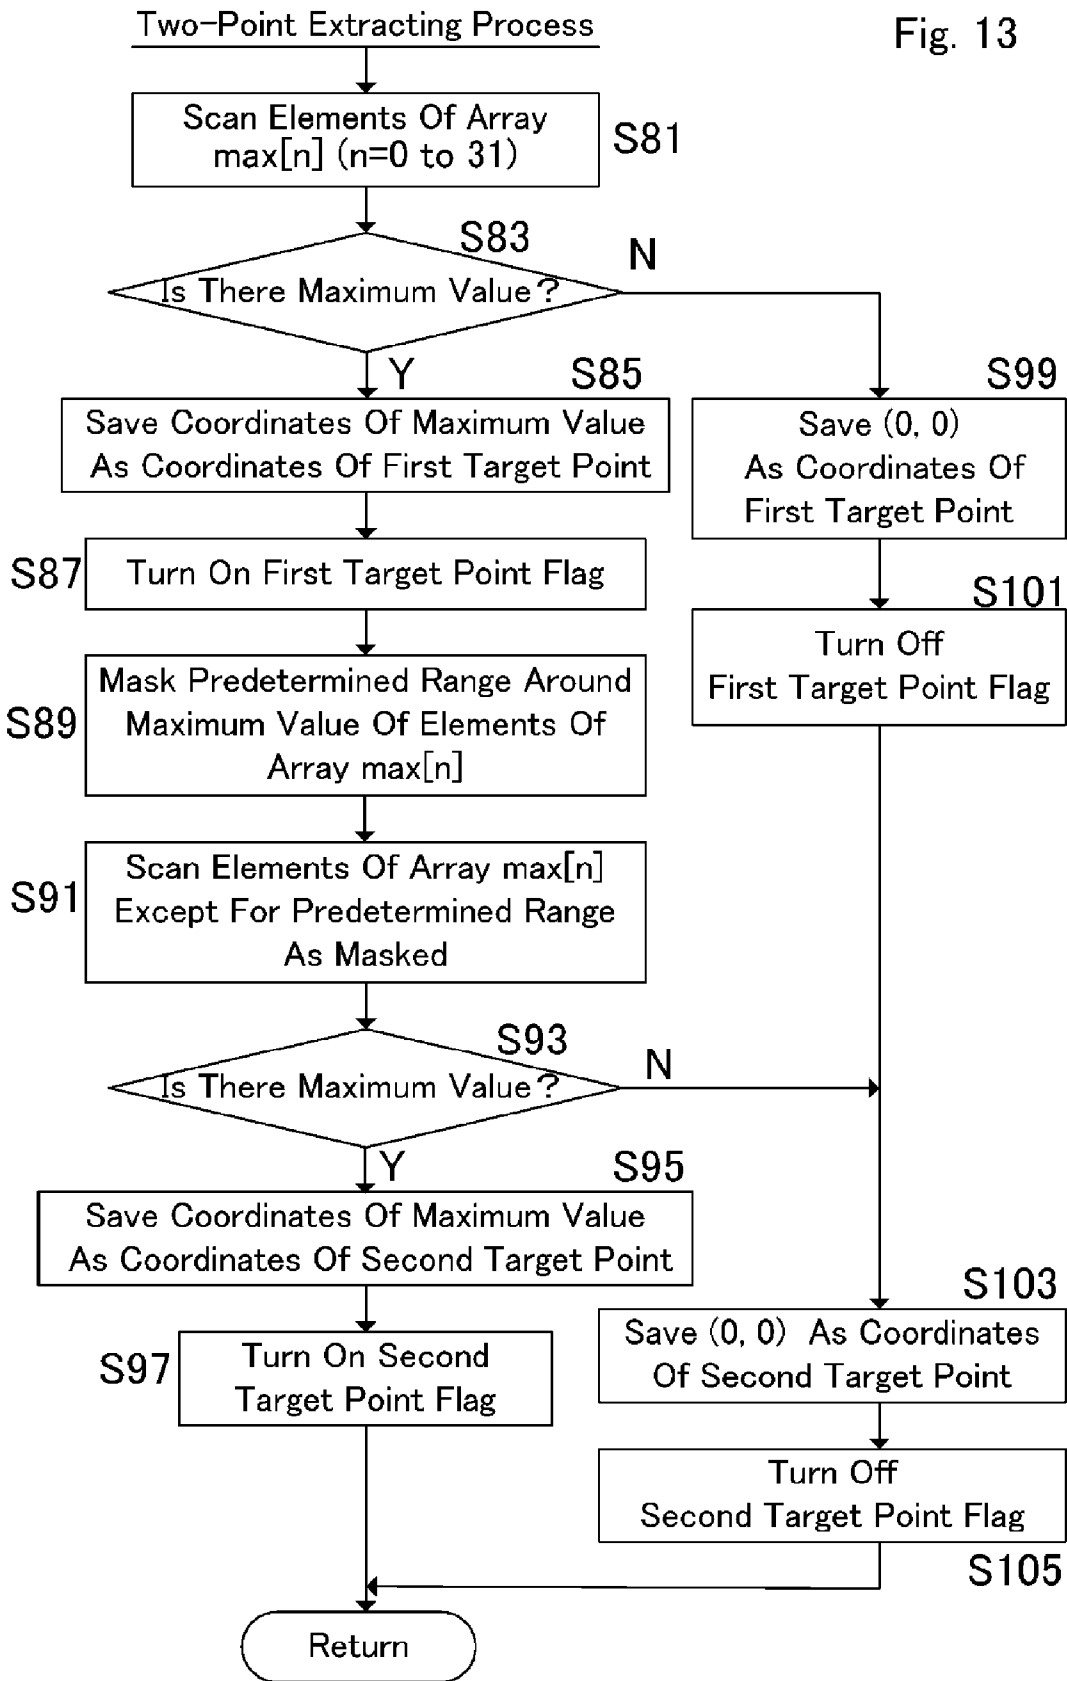 Two-Point Extracting Process
Fig. 13
Scan Elements Of Array
max[n] (n=0 to 31)
S81
S83
Is There Maximum Value?
N
Y
S85
Save Coordinates Of Maximum Value
As Coordinates Of First Target Point
S99
Save (0, 0)
As Coordinates Of
First Target Point
S87
Turn On First Target Point Flag
S101
Turn Off
First Target Point Flag
S89
Mask Predetermined Range Around
Maximum Value Of Elements Of
Array max[n]
S91
Scan Elements Of Array max[n]
Except For Predetermined Range
As Masked
S93
Is There Maximum Value?
N
Y
S95
Save Coordinates Of Maximum Value
As Coordinates Of Second Target Point
S103
Save (0, 0) As Coordinates
Of Second Target Point
S97
Turn On Second
Target Point Flag
Turn Off
Second Target Point Flag
S105
Return